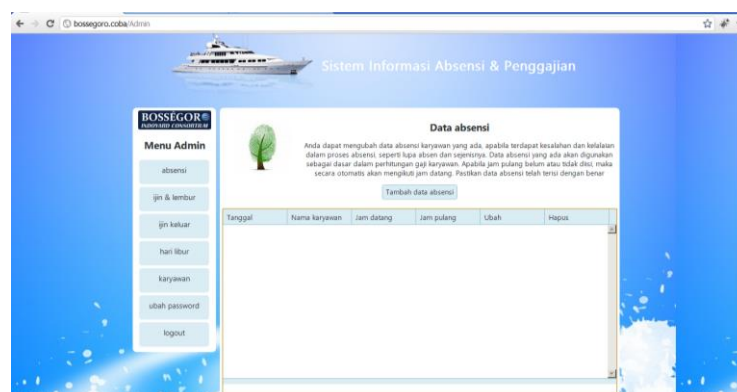 bossegoro.coba/Admin
Sistem Informasi Absensi & Penggajian
BOSSÉGORO
INDOYARD CONSORTIUM
Menu Admin
absensi
ijin & lembur
ijin keluar
hari libur
karyawan
ubah password
logout
Data absensi
Anda dapat mengubah data absensi karyawan yang ada, apabila terdapat kesalahan dan kelalaian
dalam proses absensi, seperti lupa absen dan sejenisnya. Data absensi yang ada akan digunakan
sebagai dasar dalam perhitungan gaji karyawan. Apabila jam pulang belum atau tidak diisi, maka
secara otomatis akan mengikuti jam datang. Pastikan data absensi telah terisi dengan benar
Tambah data absensi
Tanggal Nama karyawan Jam datang Jam pulang Ubah Hapus